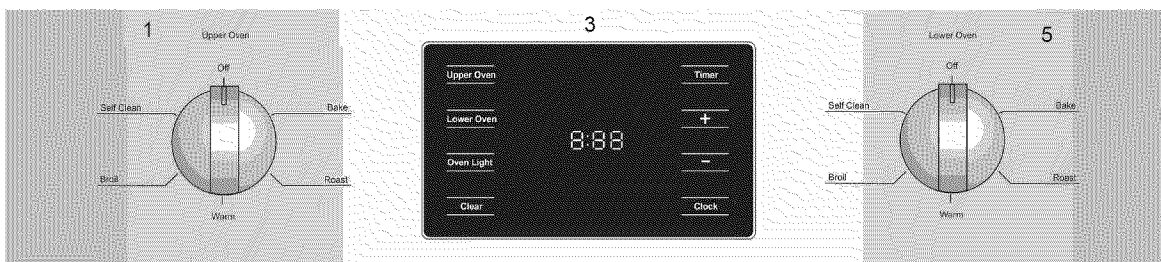 1
Upper Oven
Off
Self Clean
Bake
Broil
Roast
Warm
3
Upper Oven
Timer
Lower Oven
+
8:88
Oven Light
-
Clear
Clock
5
Lower Oven
Off
Self Clean
Bake
Broil
Roast
Warm